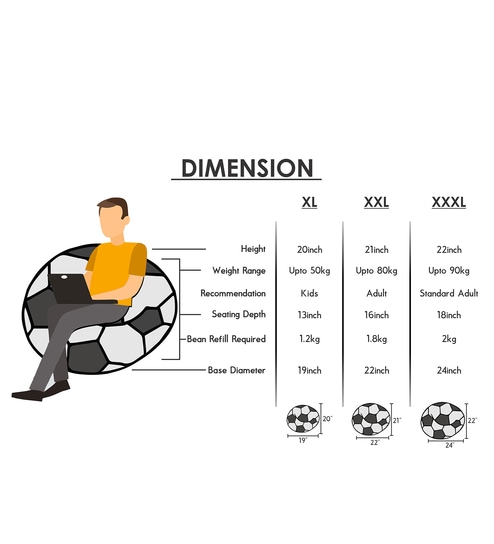 DIMENSION
XL XXL XXXL
Height 20inch 21inch 22inch
Weight Range Upto 50kg Upto 80kg Upto 90kg
Recommendation Kids Adult Standard Adult
Seating Depth 13inch 16inch 18inch
Bean Refill Required 1.2kg 1.8kg 2kg
Base Diameter 19inch 22inch 24inch
20" 21" 22"
19" 22" 24"